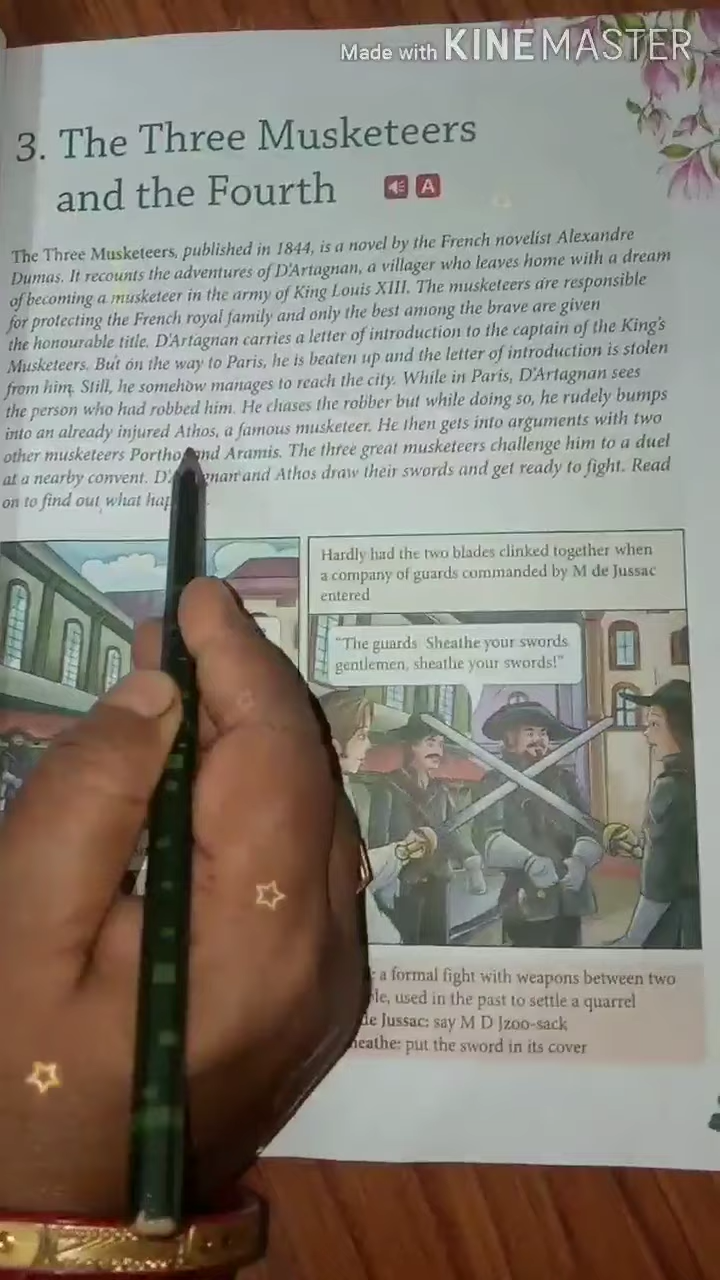 Made with KINEMASTER
3. The Three Musketeers
and the Fourth
A
The Three Musketeers, published in 1844, is a novel by the French novelist Alexandre
Dumas. It recounts the adventures of D'Artagnan, a villager who leaves home with a dream
of becoming a musketeer in the army of King Louis XIII. The musketeers are responsible
for protecting the French royal family and only the best among the brave are given
the honourable title. D'Artagnan carries a letter of introduction to the captain of the King's
Musketeers. But on the way to Paris, he is beaten up and the letter of introduction is stolen
from him. Still, he somehow manages to reach the city. While in Paris, D'Artagnan sees
the person who had robbed him. He chases the robber but while doing so, he rudely bumps
into an already injured Athos, a famous musketeer. He then gets into arguments with two
other musketeers Porthos and Aramis. The three great musketeers challenge him to a duel
at a nearby convent. and Athos draw their swords and get ready to fight. Read
on to find out what
Hardly had the two blades clinked together when
a company of guards commanded by M de Jussac
entered
"The guards Sheathe your swords
gentlemen, sheathe your swords!"
: a formal fight with weapons between two
used in the past to settle a quarrel
de Jussac: say M D Jzoo-sack
put the sword in its cover